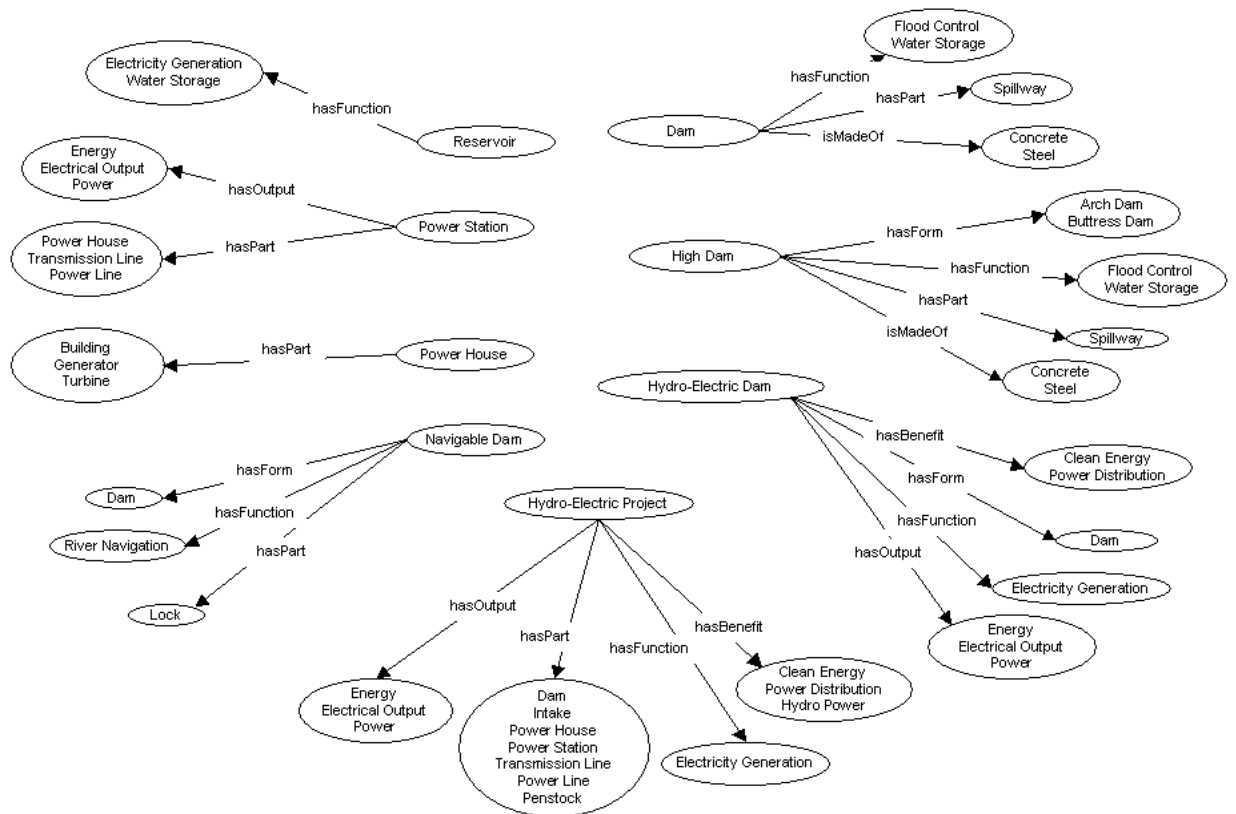 Electricity Generation
Water Storage
hasFunction
Reservoir
Energy
Electrical Output
Power
hasOutput
Power Station
Power House
Transmission Line
Power Line
hasPart
Building
Generator
Turbine
hasPart
Power House
Navigable Dam
hasForm
Dam
hasFunction
River Navigation
hasPart
Lock
Flood Control
Water Storage
hasFunction
Spillway
hasPart
Dam
isMadeOf
Concrete
Steel
Arch Dam
Buttress Dam
hasForm
High Dam
hasFunction
Flood Control
Water Storage
hasPart
Spillway
isMadeOf
Concrete
Steel
Hydro-Electric Dam
hasBenefit
Clean Energy
Power Distribution
hasForm
Dam
hasFunction
Electricity Generation
hasOutput
Energy
Electrical Output
Power
Hydro-Electric Project
hasOutput
Energy
Electrical Output
Power
hasPart
Dam
Intake
Power House
Power Station
Transmission Line
Power Line
Penstock
hasFunction
Electricity Generation
hasBenefit
Clean Energy
Power Distribution
Hydro Power